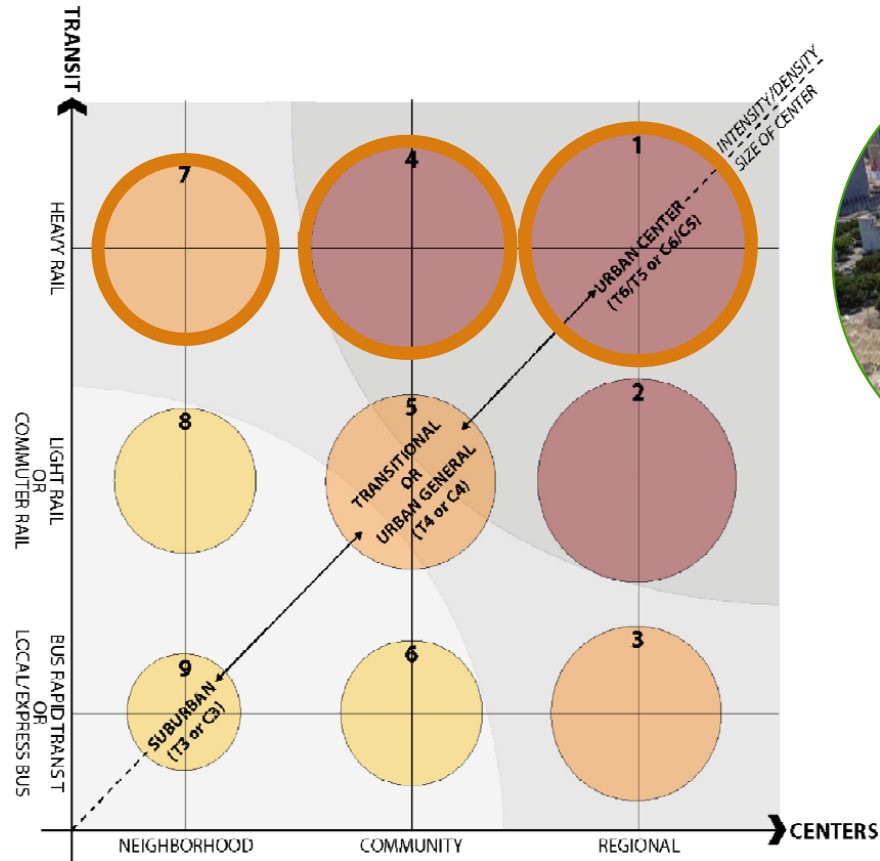 TRANSIT
INTENSITY/DENSITY
SIZE OF CENTER
7
4
1
HEAVY RAIL
URBAN CENTER
(T6/T5 or C6/C5)
8
5
2
LIGHT RAIL
OR
COMMUTER RAIL
TRANSITIONAL
OR
URBAN GENERAL
(T4 or C4)
9
6
3
BUS RAPID TRANSIT
OR
LOCAL/EXPRESS BUS
SUBURBAN
(T3 or C3)
CENTERS
NEIGHBORHOOD
COMMUNITY
REGIONAL